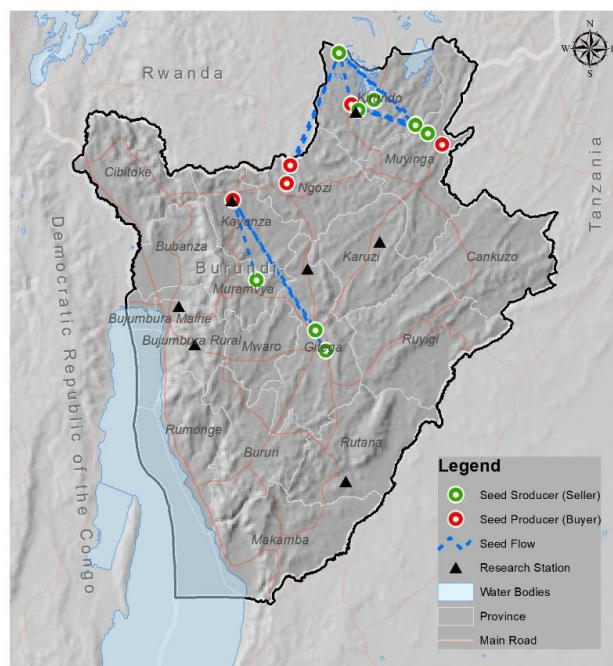 N
W
E
S
Rwanda
Tanzania
Democratic Republic of the Congo
Kirundo
Muyinga
Cibitoke
Ngozi
Kayanza
Bubanza
Karuzi
Cankuzo
Burundi
Muramvya
Bujumbura Mairie
Bujumbura Rural
Mwaro
Gitega
Ruyigi
Rumonge
Bururi
Rutana
Makamba
Legend
Seed Sroducer (Seller)
Seed Producer (Buyer)
Seed Flow
Research Station
Water Bodies
Province
Main Road